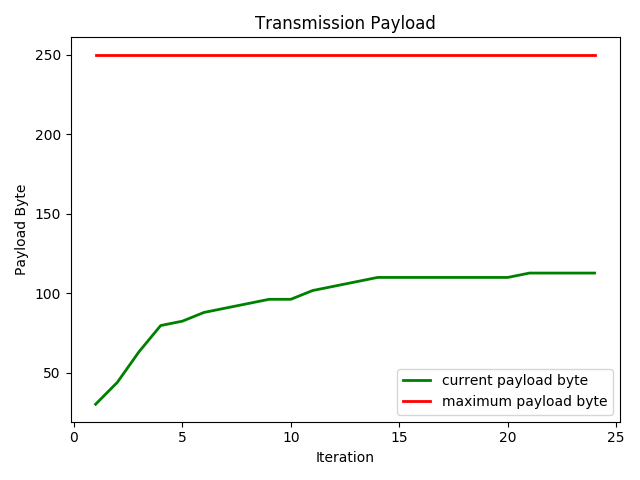 Transmission Payload
Payload Byte
250
200
150
100
50
0
5
10
15
20
25
Iteration
current payload byte
maximum payload byte